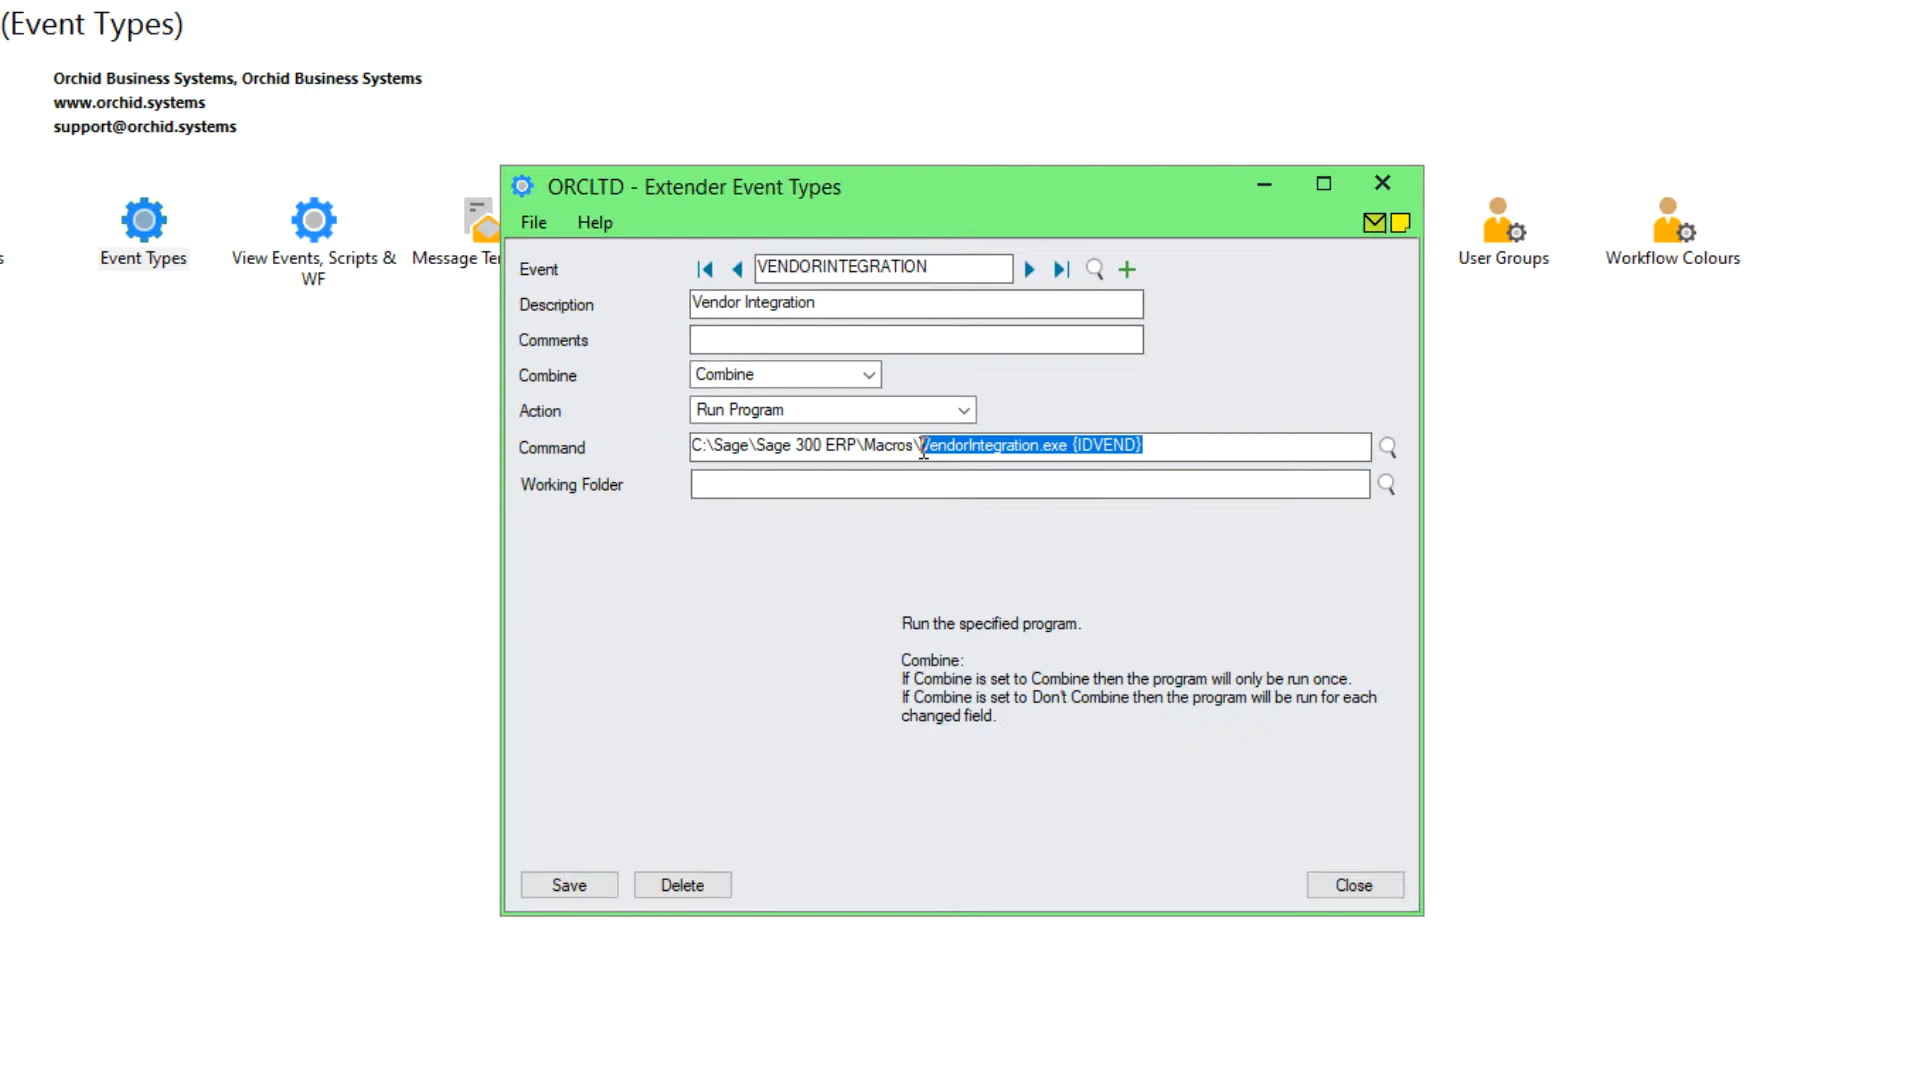 (Event Types)
Orchid Business Systems, Orchid Business Systems
www.orchid.systems
support@orchid.systems
s
Event Types
View Events, Scripts &
WF
Message Te
User Groups
Workflow Colours
ORCLTD - Extender Event Types
File Help
Event VENDORINTEGRATION
Description Vendor Integration
Comments
Combine Combine
Action Run Program
Command C:\Sage\Sage 300 ERP\Macros\VendorIntegration.exe {IDVEND}
Working Folder
Run the specified program.
Combine:
If Combine is set to Combine then the program will only be run once.
If Combine is set to Don't Combine then the program will be run for each
changed field.
Save Delete Close